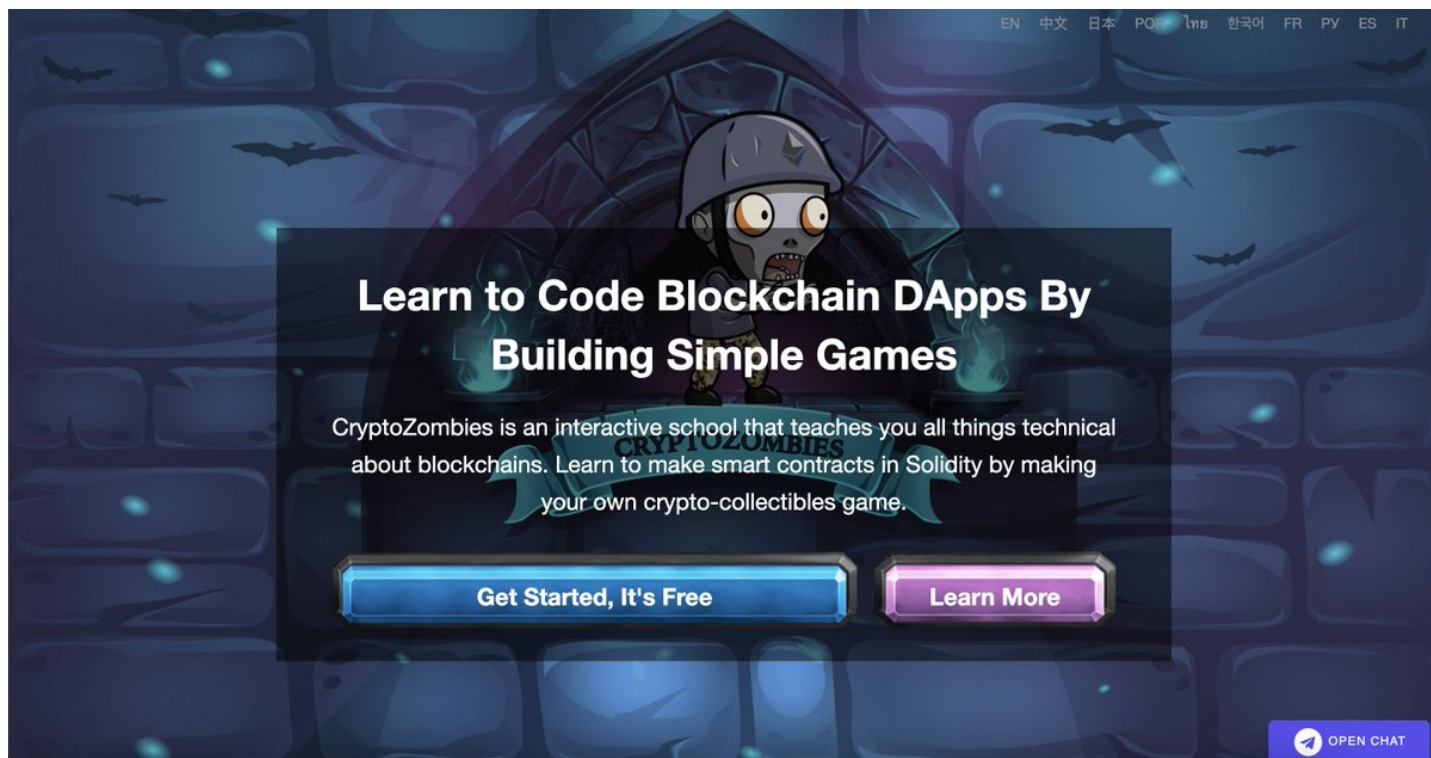 EN 中文 日本 POR ไทย 한국어 FR РУ ES IT
Learn to Code Blockchain DApps By
Building Simple Games
CryptoZombies is an interactive school that teaches you all things technical
about blockchains. Learn to make smart contracts in Solidity by making
your own crypto-collectibles game.
CRYPTOZOMBIES
Get Started, It's Free
Learn More
OPEN CHAT